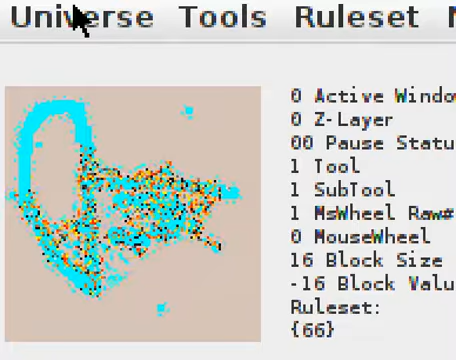 Universe Tools Ruleset
0 Active Windo
0 Z-Layer
00 Pause Statu
1 Tool
1 SubTool
1 MsWheel Raw#
0 MouseWheel
16 Block Size
-16 Block Valu
Ruleset:
{66}